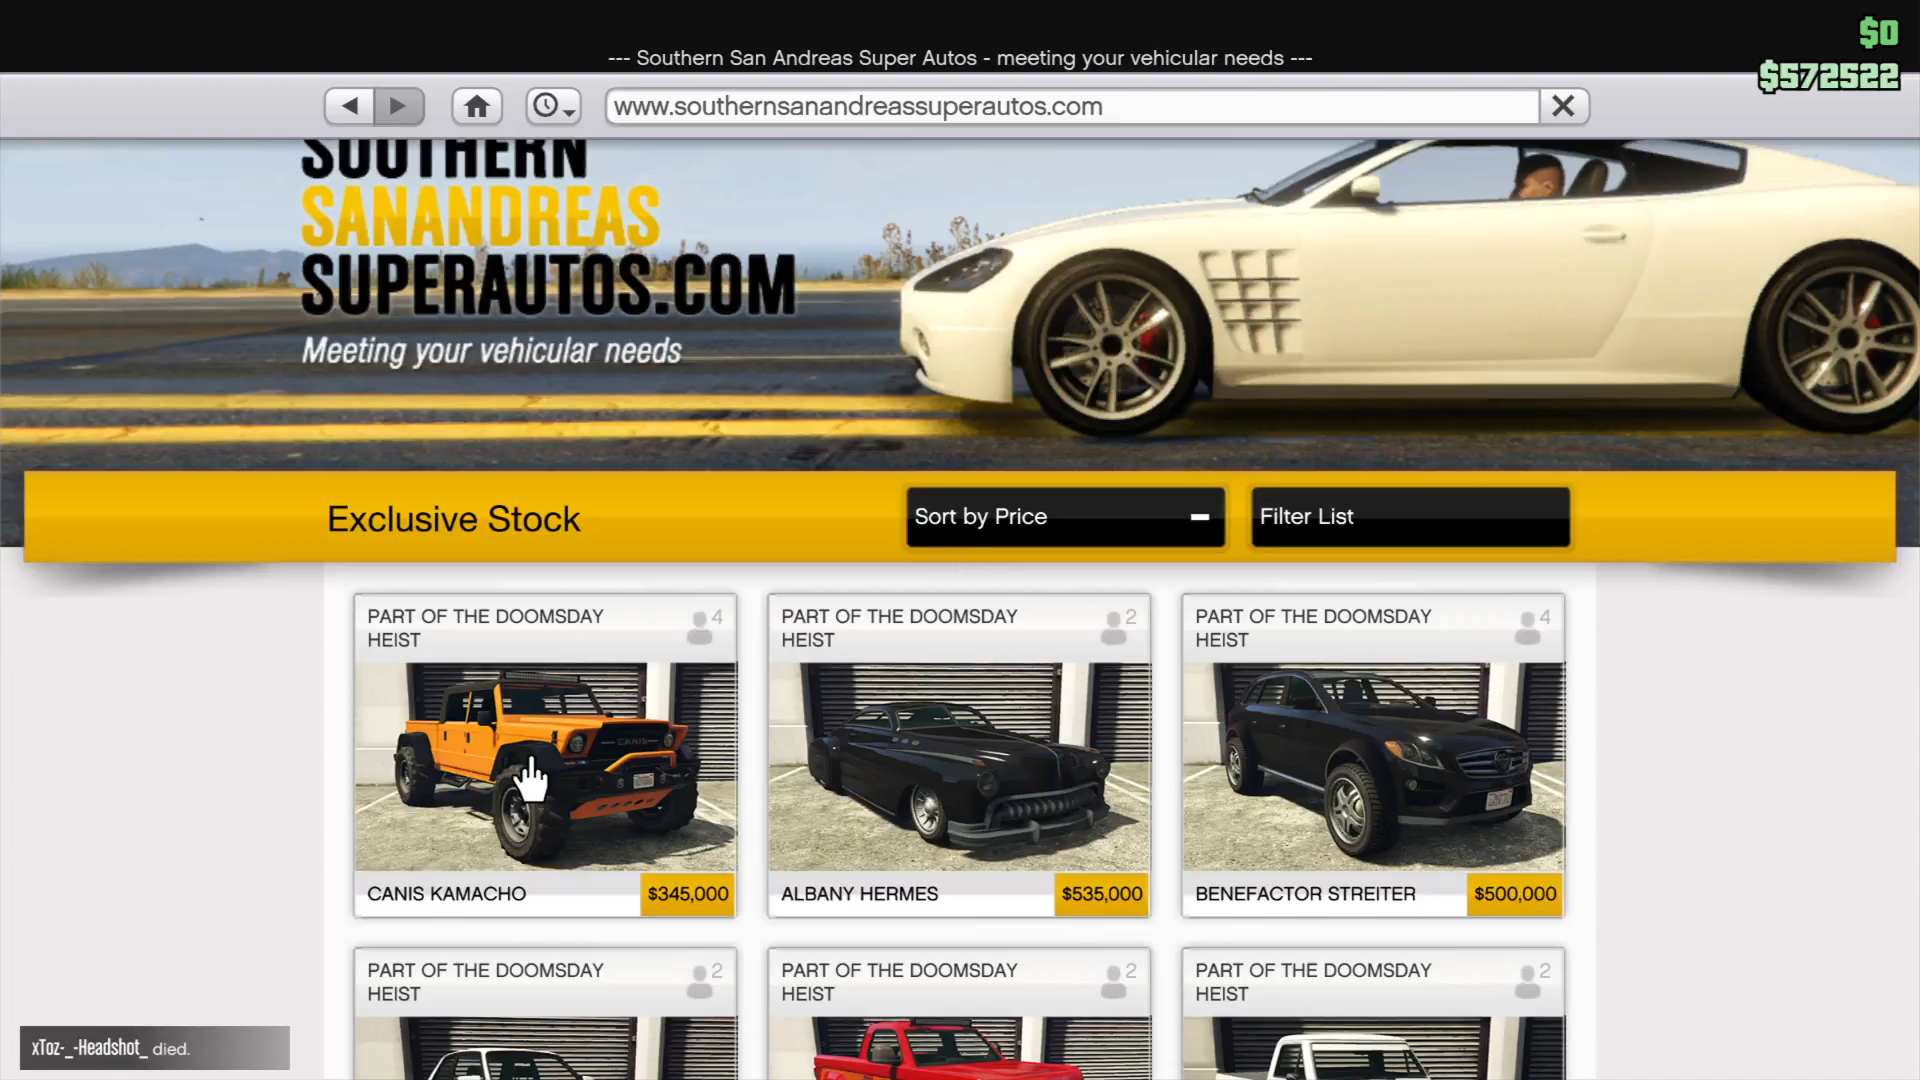 $0
--- Southern San Andreas Super Autos - meeting your vehicular needs ---
$572522
www.southernsanandreassuperautos.com
SOUTHERN
SANANDREAS
SUPERAUTOS.COM
Meeting your vehicular needs
Exclusive Stock
Sort by Price
Filter List
PART OF THE DOOMSDAY
HEIST
4
CANIS
CANIS KAMACHO
$345,000
PART OF THE DOOMSDAY
HEIST
2
ALBANY HERMES
$535,000
PART OF THE DOOMSDAY
HEIST
4
BENEFACTOR STREITER
$500,000
PART OF THE DOOMSDAY
HEIST
2
PART OF THE DOOMSDAY
HEIST
2
PART OF THE DOOMSDAY
HEIST
2
xToz-_-Headshot_ died.